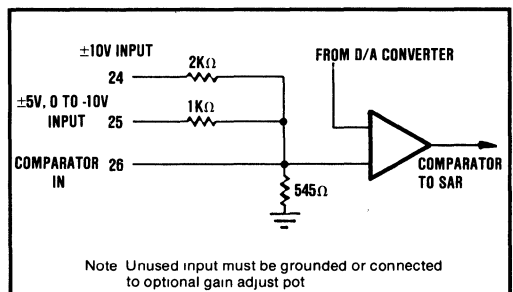 ±10V INPUT
24
2KΩ
FROM D/A CONVERTER
±5V, 0 TO -10V
INPUT 25
1KΩ
COMPARATOR
IN 26
COMPARATOR
TO SAR
545Ω
Note Unused input must be grounded or connected
to optional gain adjust pot